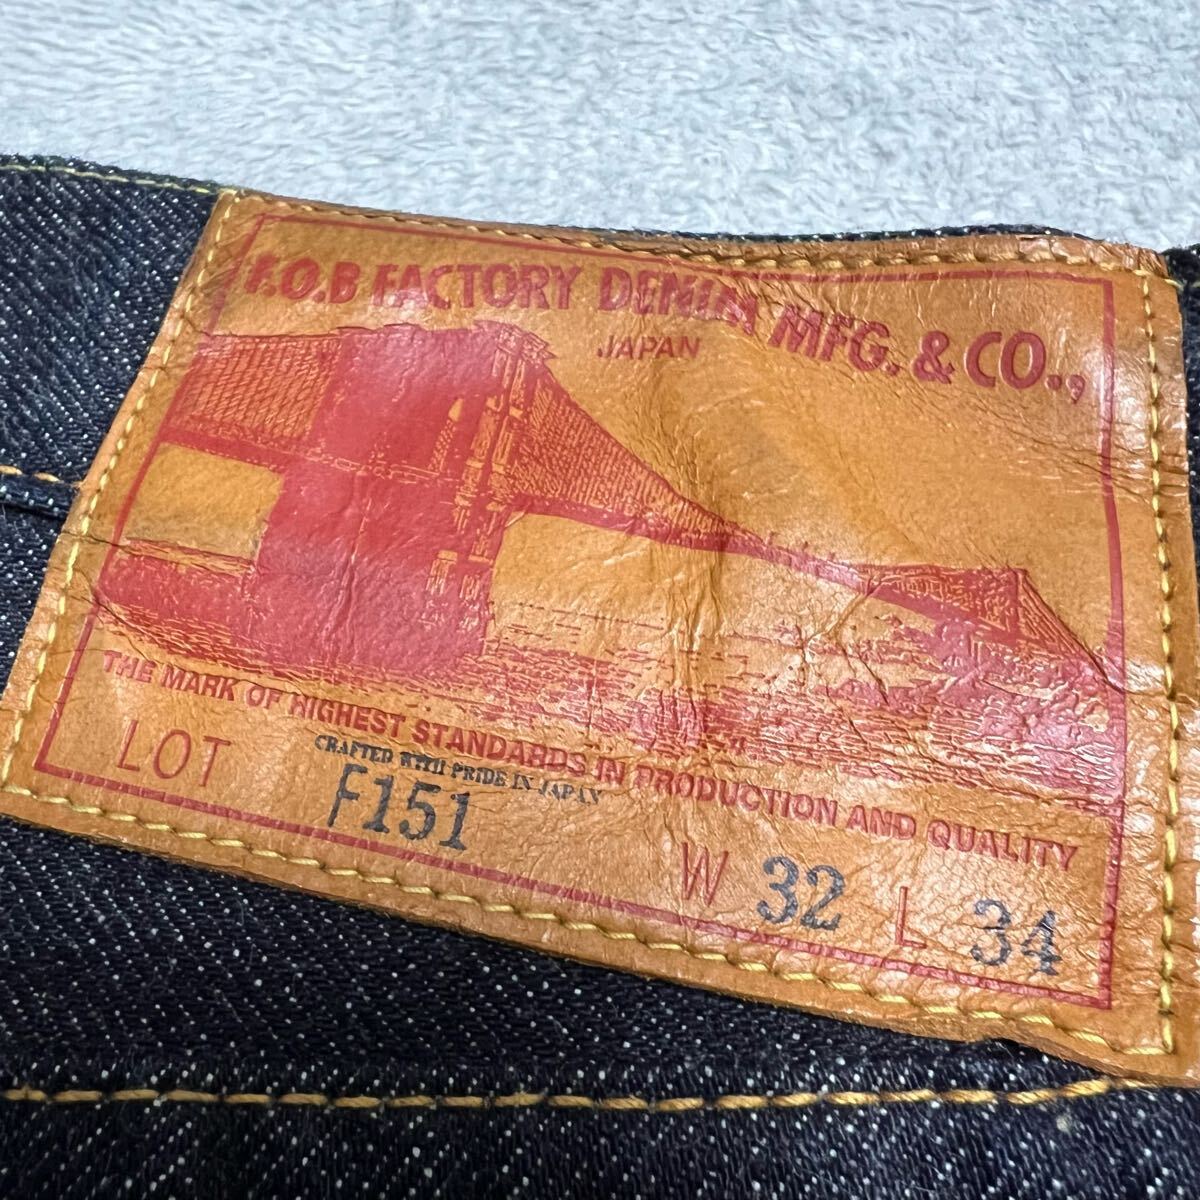 F.O.B FACTORY DENIM MFG. & CO.,
JAPAN
THE MARK OF HIGHEST STANDARDS IN PRODUCTION AND QUALITY
CRAFTED WITH PRIDE IN JAPAN
LOT F151
W 32 L 34